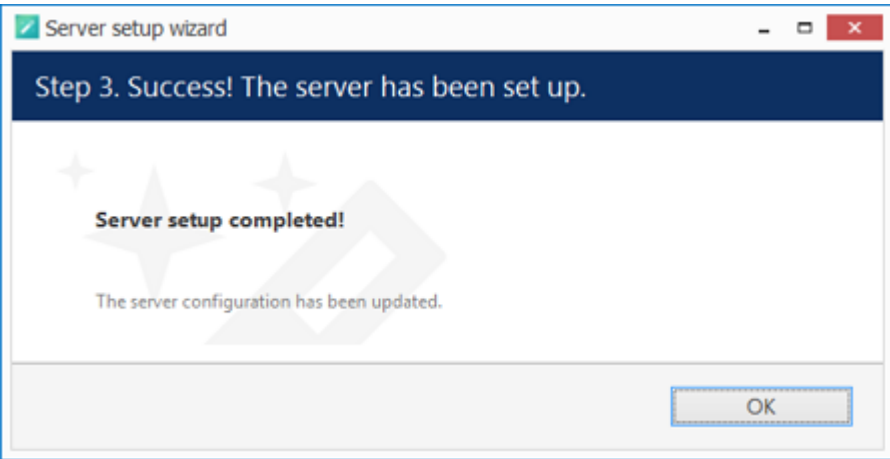 Server setup wizard
Step 3. Success! The server has been set up.
Server setup completed!
The server configuration has been updated.
OK